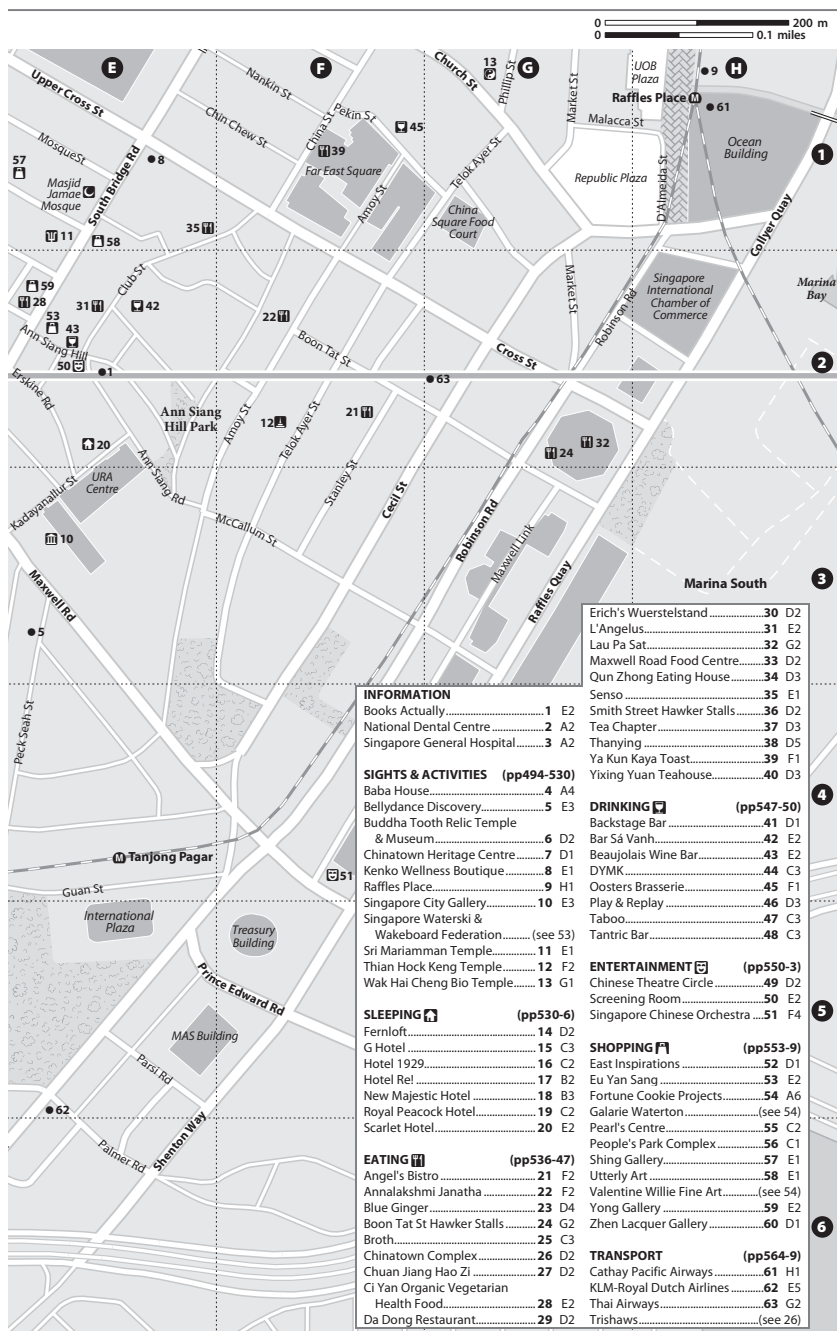 0 200 m
0 0.1 miles
E
F
G
H
Upper Cross St
Nankin St
Church St
13
Phillip St
Market St
UOB
Plaza
9
Raffles Place
61
Pekin St
45
Malacca St
Chin Chew St
China St
39
Far East Square
Ocean
Building
1
Mosque St
57
8
Masjid
Jamae
Mosque
South Bridge Rd
Amoy St
Telok Ayer St
China
Square Food
Court
Republic Plaza
D'Almeida St
Collyer Quay
11
58
35
Club St
59
28
31
42
53
43
22
Market St
Robinson Rd
Singapore
International
Chamber of
Commerce
Marina
Bay
Ann Siang Hill
50
1
Boon Tat St
Cross St
63
2
Erskine Rd
Ann Siang
Hill Park
Amoy St
12
Telok Ayer St
21
Stanley St
Cecil St
24
32
20
URA
Centre
Kadayanallur St
Ann Siang Rd
McCallum St
10
Robinson Rd
Maxwell Link
Raffles Quay
Maxwell Rd
Marina South
3
5
Peck Seah St
4
Tanjong Pagar
51
Guan St
International
Plaza
Treasury
Building
Prince Edward Rd
5
MAS Building
Parsi Rd
62
Palmer Rd
Shenton Way
6
INFORMATION
Books Actually 1 E2
National Dental Centre 2 A2
Singapore General Hospital 3 A2
SIGHTS & ACTIVITIES (pp494-530)
Baba House 4 A4
Bellydance Discovery 5 E3
Buddha Tooth Relic Temple
& Museum 6 D2
Chinatown Heritage Centre 7 D1
Kenko Wellness Boutique 8 E1
Raffles Place 9 H1
Singapore City Gallery 10 E3
Singapore Waterski &
Wakeboard Federation (see 53)
Sri Mariamman Temple 11 E1
Thian Hock Keng Temple 12 F2
Wak Hai Cheng Bio Temple 13 G1
SLEEPING (pp530-6)
Fernloft 14 D2
G Hotel 15 C3
Hotel 1929 16 C2
Hotel Re! 17 B2
New Majestic Hotel 18 B3
Royal Peacock Hotel 19 C2
Scarlet Hotel 20 E2
EATING (pp536-47)
Angel's Bistro 21 F2
Annalakshmi Janatha 22 F2
Blue Ginger 23 D4
Boon Tat St Hawker Stalls 24 G2
Broth 25 C3
Chinatown Complex 26 D2
Chuan Jiang Hao Zi 27 D2
Ci Yan Organic Vegetarian
Health Food 28 E2
Da Dong Restaurant 29 D2
Erich's Wuerstelstand 30 D2
L'Angelus 31 E2
Lau Pa Sat 32 G2
Maxwell Road Food Centre 33 D2
Qun Zhong Eating House 34 D3
Senso 35 E1
Smith Street Hawker Stalls 36 D2
Tea Chapter 37 D3
Thanying 38 D5
Ya Kun Kaya Toast 39 F1
Yixing Yuan Teahouse 40 D3
DRINKING (pp547-50)
Backstage Bar 41 D1
Bar Sá Vanh 42 E2
Beaujolais Wine Bar 43 E2
DYMK 44 C3
Oosters Brasserie 45 F1
Play & Replay 46 D3
Taboo 47 C3
Tantric Bar 48 C3
ENTERTAINMENT (pp550-3)
Chinese Theatre Circle 49 D2
Screening Room 50 E2
Singapore Chinese Orchestra 51 F4
SHOPPING (pp553-9)
East Inspirations 52 D1
Eu Yan Sang 53 E2
Fortune Cookie Projects 54 A6
Galarie Waterton (see 54)
Pearl's Centre 55 C2
People's Park Complex 56 C1
Shing Gallery 57 E1
Utterly Art 58 E1
Valentine Willie Fine Art (see 54)
Yong Gallery 59 E2
Zhen Lacquer Gallery 60 D1
TRANSPORT (pp564-9)
Cathay Pacific Airways 61 H1
KLM-Royal Dutch Airlines 62 E5
Thai Airways 63 G2
Trishaws (see 26)